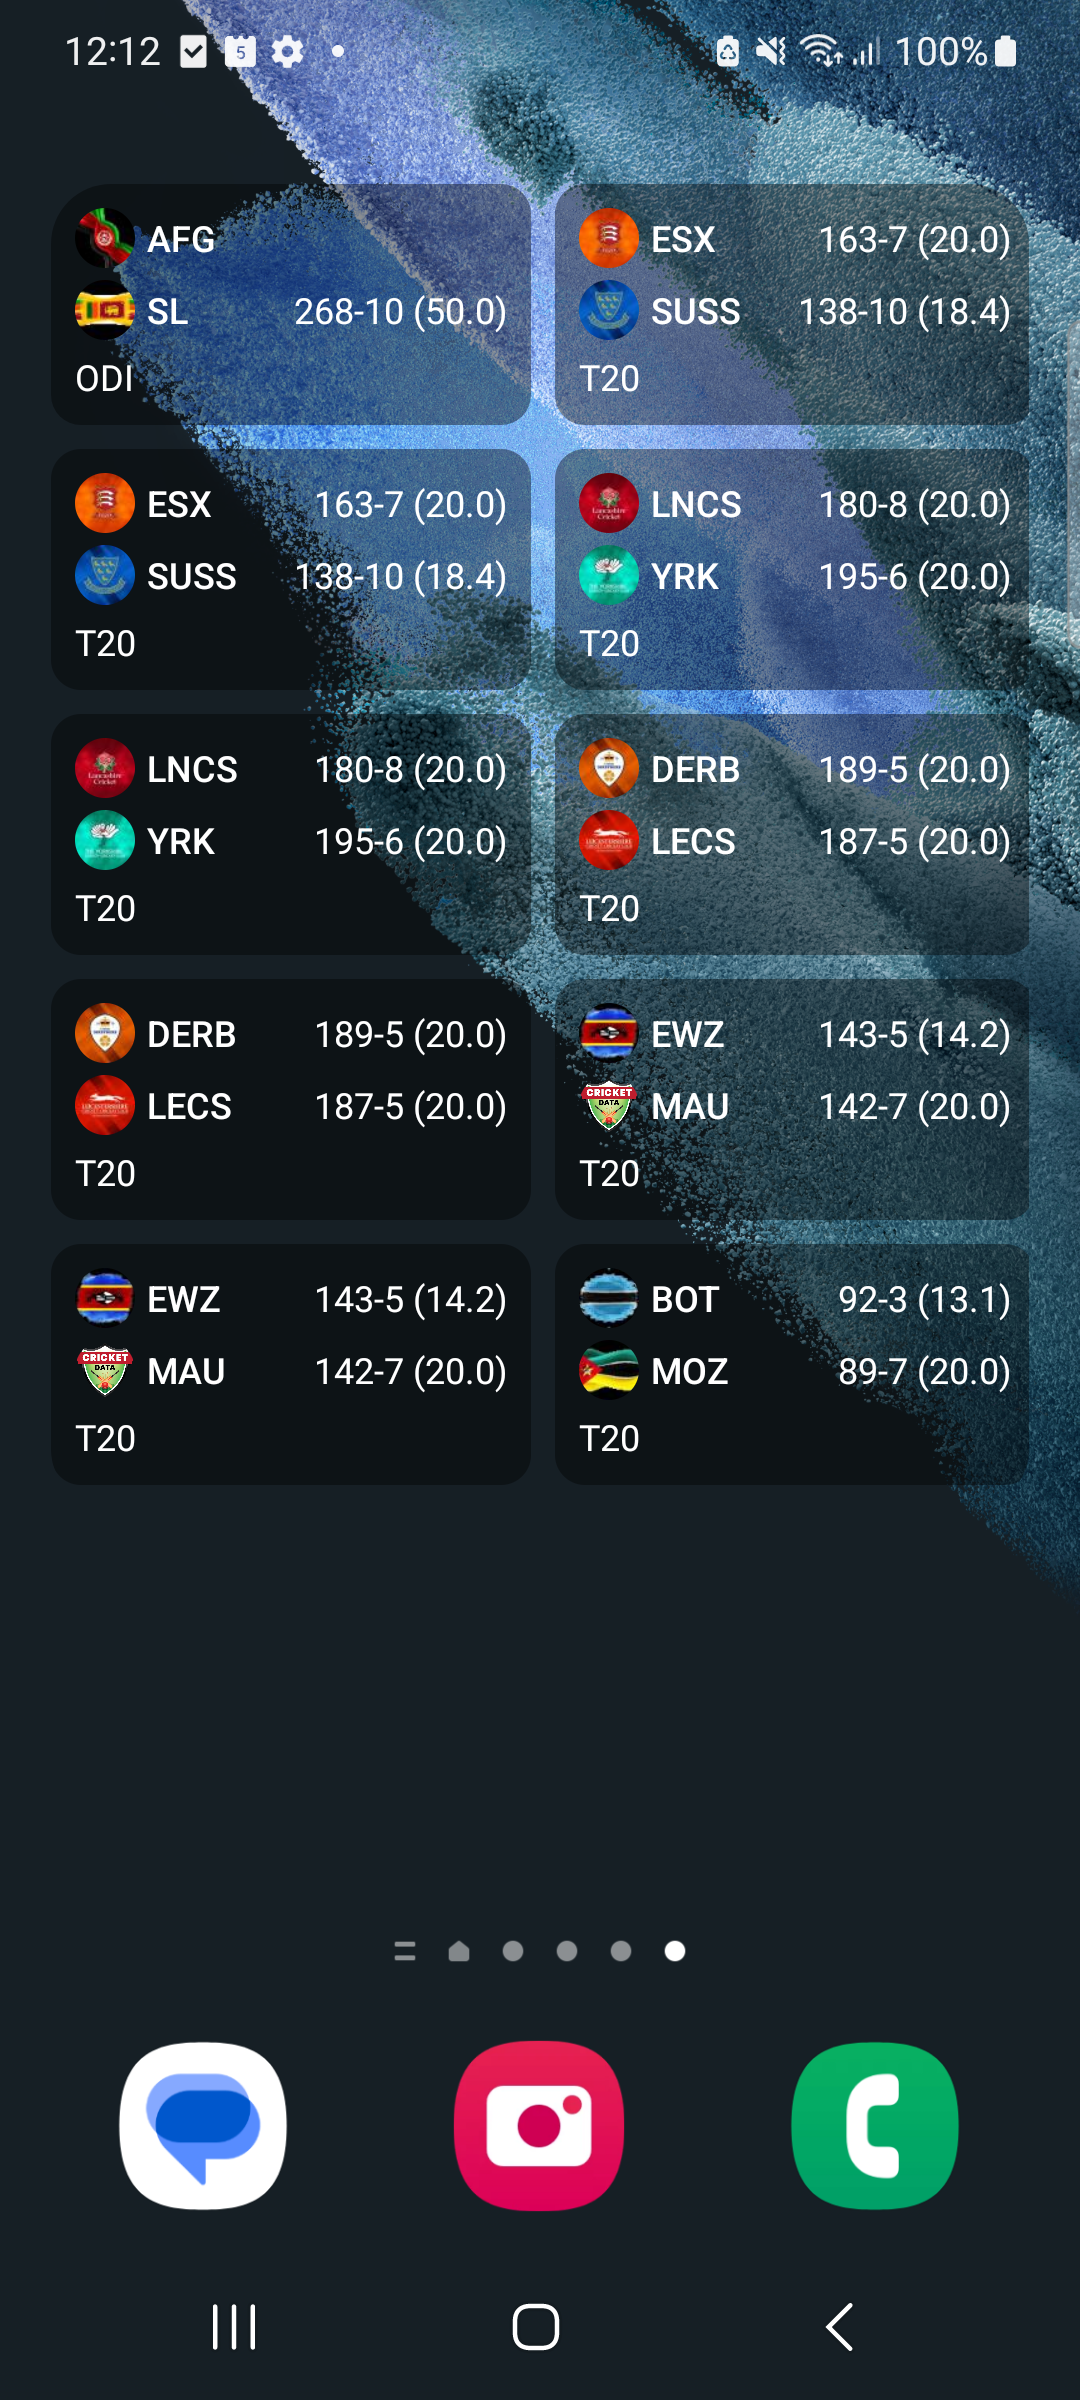 12:12 5 100%
AFG
SL 268-10 (50.0)
ODI
ESX 163-7 (20.0)
SUSS 138-10 (18.4)
T20
ESX 163-7 (20.0)
SUSS 138-10 (18.4)
T20
LNCS 180-8 (20.0)
YRK 195-6 (20.0)
T20
LNCS 180-8 (20.0)
YRK 195-6 (20.0)
T20
DERB 189-5 (20.0)
LECS 187-5 (20.0)
T20
DERB 189-5 (20.0)
LECS 187-5 (20.0)
T20
EWZ 143-5 (14.2)
CRICKET
DATA
MAU 142-7 (20.0)
T20
EWZ 143-5 (14.2)
CRICKET
DATA
MAU 142-7 (20.0)
T20
BOT 92-3 (13.1)
MOZ 89-7 (20.0)
T20